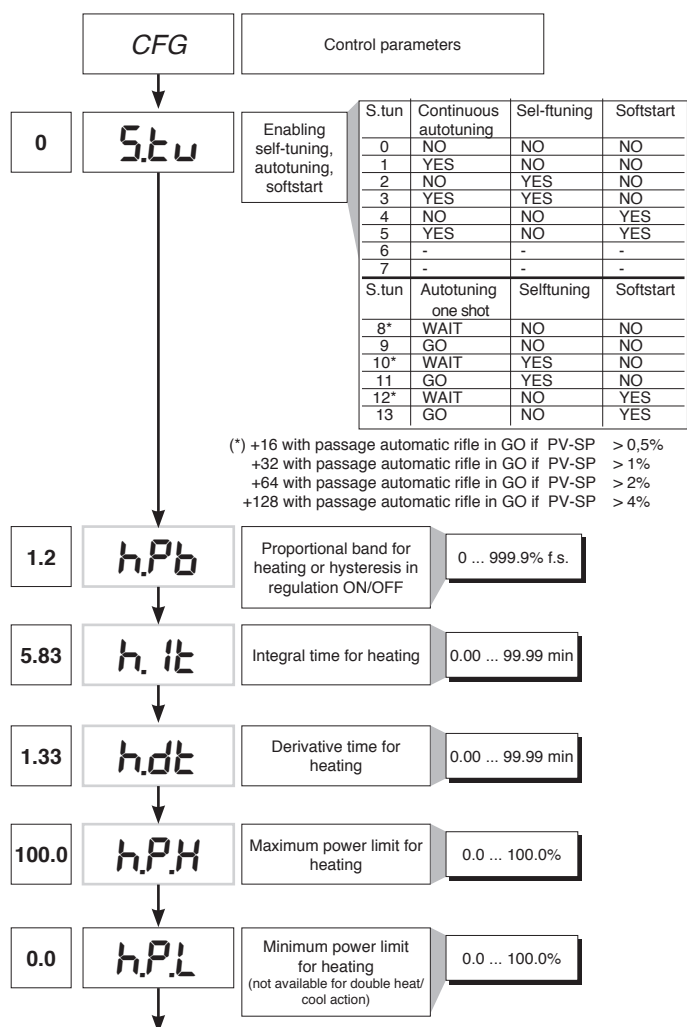 CFG
Control parameters
0
S.tu
Enabling
self-tuning,
autotuning,
softstart
S.tun Continuous autotuning Sel-ftuning Softstart
0 NO NO NO
1 YES NO NO
2 NO YES NO
3 YES YES NO
4 NO NO YES
5 YES NO YES
6 - - -
7 - - -
S.tun Autotuning one shot Selftuning Softstart
8* WAIT NO NO
9 GO NO NO
10* WAIT YES NO
11 GO YES NO
12* WAIT NO YES
13 GO NO YES
(*) +16 with passage automatic rifle in GO if PV-SP > 0,5%
+32 with passage automatic rifle in GO if PV-SP > 1%
+64 with passage automatic rifle in GO if PV-SP > 2%
+128 with passage automatic rifle in GO if PV-SP > 4%
1.2
h.Pb
Proportional band for
heating or hysteresis in
regulation ON/OFF
0 ... 999.9% f.s.
5.83
h.It
Integral time for heating
0.00 ... 99.99 min
1.33
h.dt
Derivative time for
heating
0.00 ... 99.99 min
100.0
h.P.H
Maximum power limit for
heating
0.0 ... 100.0%
0.0
h.P.L
Minimum power limit
for heating
(not available for double heat/
cool action)
0.0 ... 100.0%